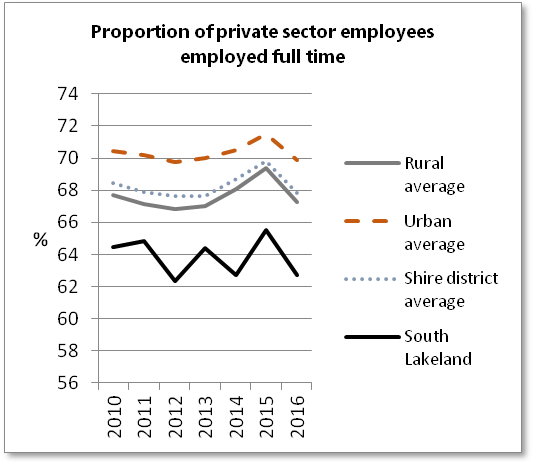 Proportion of private sector employees
employed full time
74
72
70
68
66
64
62
60
58
56
%
2010
2011
2012
2013
2014
2015
2016
Rural
average
Urban
average
Shire district
average
South
Lakeland